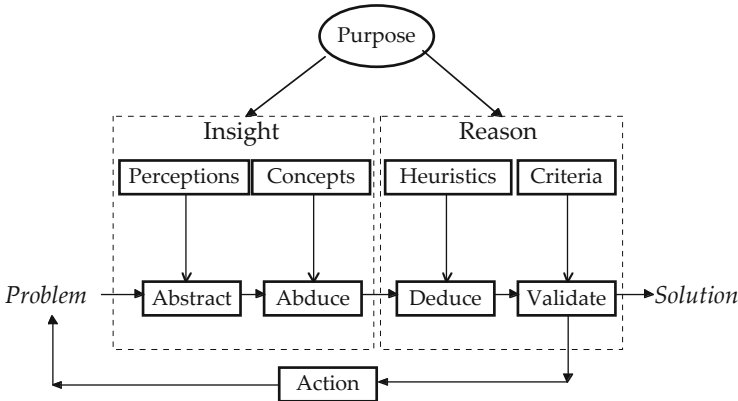 Purpose
Insight
Reason
Perceptions
Concepts
Heuristics
Criteria
Problem
Abstract
Abduce
Deduce
Validate
Solution
Action